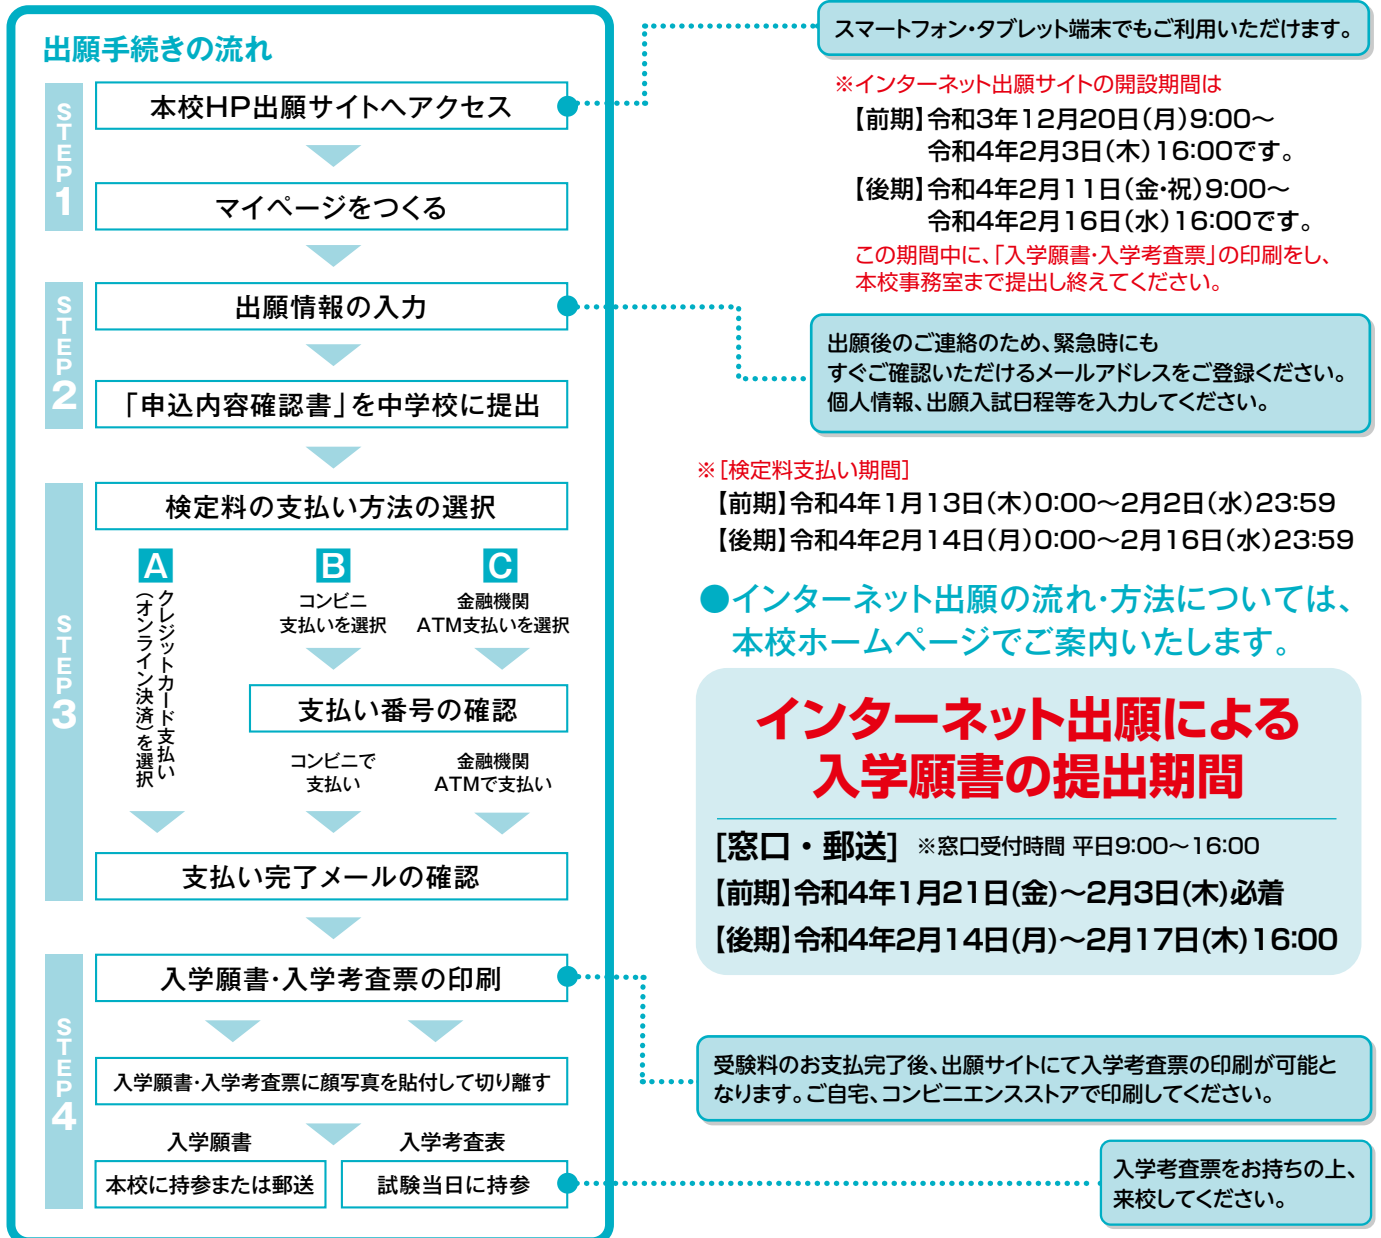 出願手続きの流れ
STEP1
本校HP出願サイトへアクセス
マイページをつくる
STEP2
出願情報の入力
「申込内容確認書」を中学校に提出
STEP3
検定料の支払い方法の選択
A
クレジットカード支払い
(オンライン決済)を選択
B
コンビニ
支払いを選択
C
金融機関
ATM支払いを選択
支払い番号の確認
コンビニで
支払い
金融機関
ATMで支払い
支払い完了メールの確認
STEP4
入学願書・入学考査票の印刷
入学願書・入学考査票に顔写真を貼付して切り離す
入学願書
本校に持参または郵送
入学考査表
試験当日に持参
スマートフォン・タブレット端末でもご利用いただけます。
※インターネット出願サイトの開設期間は
【前期】令和3年12月20日(月)9:00〜
令和4年2月3日(木)16:00です。
【後期】令和4年2月11日(金・祝)9:00〜
令和4年2月16日(水)16:00です。
この期間中に、「入学願書・入学考査票」の印刷をし、
本校事務室まで提出し終えてください。
出願後のご連絡のため、緊急時にも
すぐご確認いただけるメールアドレスをご登録ください。
個人情報、出願入試日程等を入力してください。
※[検定料支払い期間]
【前期】令和4年1月13日(木)0:00〜2月2日(水)23:59
【後期】令和4年2月14日(月)0:00〜2月16日(水)23:59
●インターネット出願の流れ・方法については、
本校ホームページでご案内いたします。
インターネット出願による
入学願書の提出期間
[窓口・郵送] ※窓口受付時間 平日9:00〜16:00
【前期】令和4年1月21日(金)〜2月3日(木)必着
【後期】令和4年2月14日(月)〜2月17日(木)16:00
受験料のお支払完了後、出願サイトにて入学考査票の印刷が可能と
なります。ご自宅、コンビニエンスストアで印刷してください。
入学考査票をお持ちの上、
来校してください。